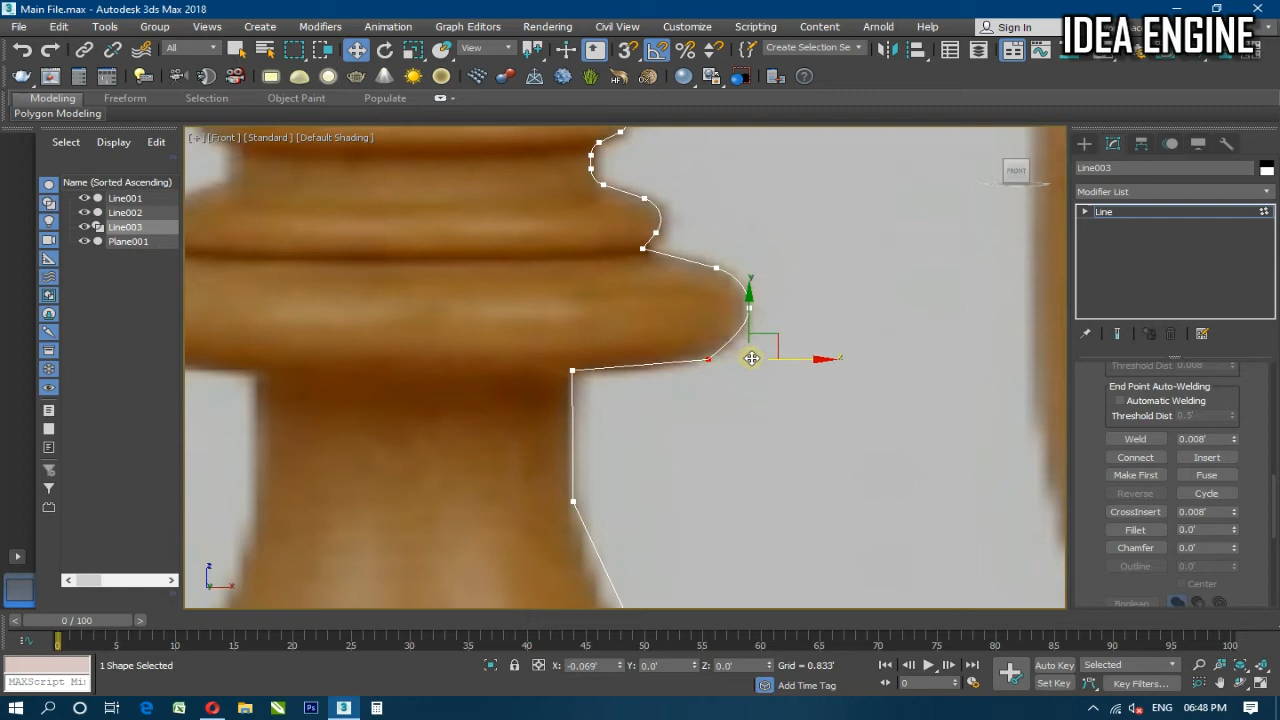 Main File.max - Autodesk 3ds Max 2018
IDEA ENGINE
File Edit Tools Group Views Create Modifiers Animation Graph Editors Rendering Civil View Customize Scripting Content Arnold Help Sign In
All View Create Selection Se
Modeling Freeform Selection Object Paint Populate
Polygon Modeling
Select Display Edit
Name (Sorted Ascending)
Line001
Line002
Line003
Plane001
[+] [Front] [Standard] [Default Shading]
FRONT
y
x
z
x
Line003
Modifier List
Line
Threshold Dist 0.008'
End Point Auto-Welding
Automatic Welding
Threshold Dist 0.5'
Weld 0.008'
Connect Insert
Make First Fuse
Reverse Cycle
CrossInsert 0.008'
Fillet 0.0'
Chamfer 0.0'
Outline 0.0'
Center
Boolean
0 / 100
0 5 10 15 20 25 30 35 40 45 50 55 60 65 70 75 80 85 90 95 100
1 Shape Selected X: -0.069' Y: 0.0' Z: 0.0' Grid = 0.833' Auto Key Selected
MAXScript Mi Add Time Tag 0 Set Key Key Filters...
06:48 PM